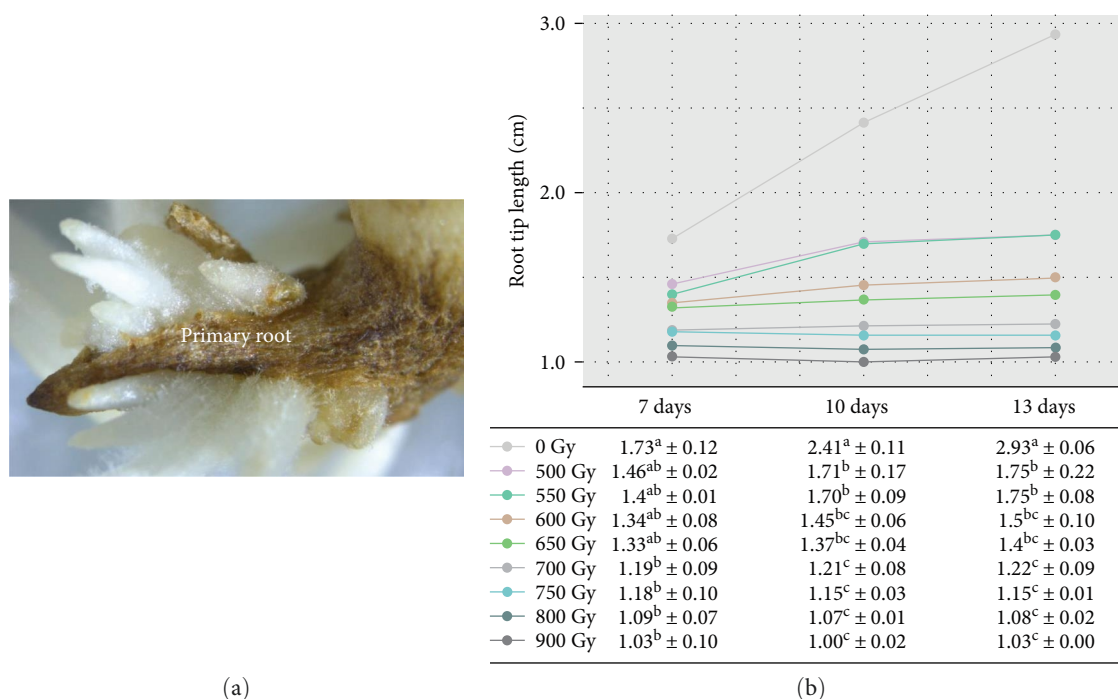 Primary root
(a)
Root tip length (cm)
3.0
2.0
1.0
7 days 10 days 13 days
0 Gy 1.73ᵃ ± 0.12 2.41ᵃ ± 0.11 2.93ᵃ ± 0.06
500 Gy 1.46ᵃᵇ ± 0.02 1.71ᵇ ± 0.17 1.75ᵇ ± 0.22
550 Gy 1.4ᵃᵇ ± 0.01 1.70ᵇ ± 0.09 1.75ᵇ ± 0.08
600 Gy 1.34ᵃᵇ ± 0.08 1.45ᵇᶜ ± 0.06 1.5ᵇᶜ ± 0.10
650 Gy 1.33ᵃᵇ ± 0.06 1.37ᵇᶜ ± 0.04 1.4ᵇᶜ ± 0.03
700 Gy 1.19ᵇ ± 0.09 1.21ᶜ ± 0.08 1.22ᶜ ± 0.09
750 Gy 1.18ᵇ ± 0.10 1.15ᶜ ± 0.03 1.15ᶜ ± 0.01
800 Gy 1.09ᵇ ± 0.07 1.07ᶜ ± 0.01 1.08ᶜ ± 0.02
900 Gy 1.03ᵇ ± 0.10 1.00ᶜ ± 0.02 1.03ᶜ ± 0.00
(b)